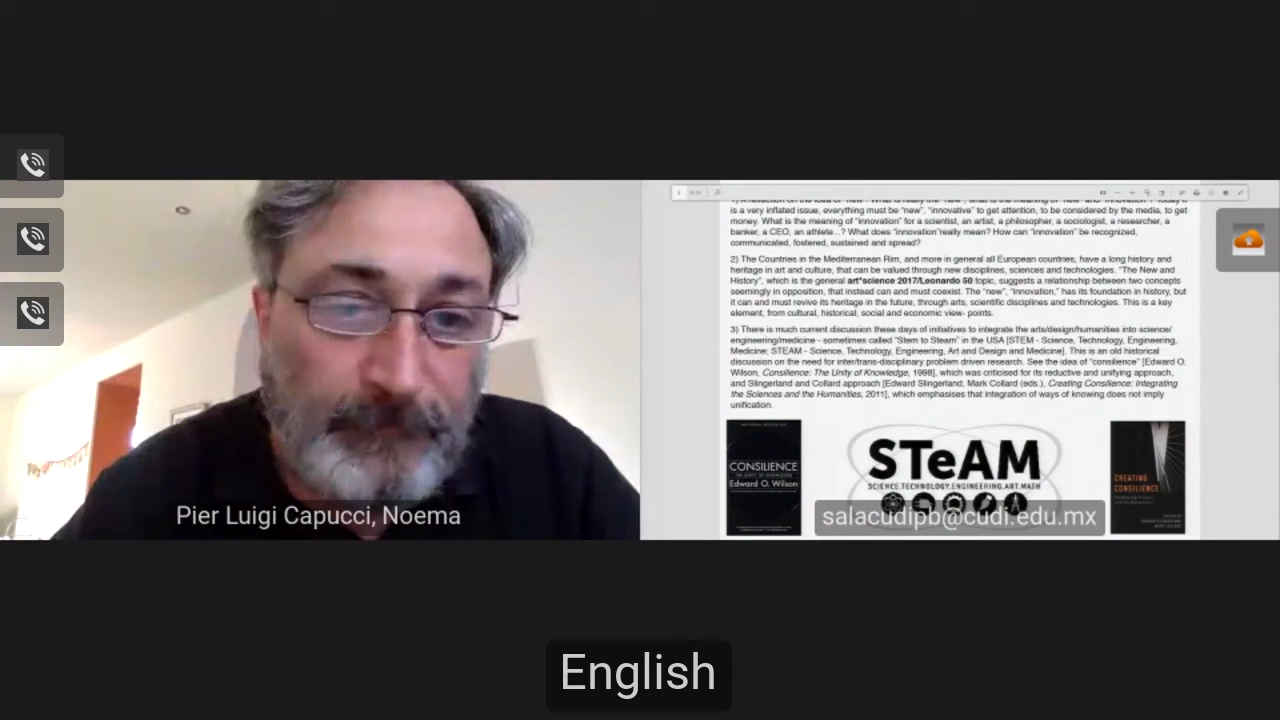 is a very inflated issue, everything must be "new", "innovative" to get attention, to be considered by the media, to get
money. What is the meaning of "innovation" for a scientist, an artist, a philosopher, a sociologist, a researcher, a
banker, a CEO, an athlete...? What does "innovation"really mean? How can "innovation" be recognized,
communicated, fostered, sustained and spread?
2) The Countries in the Mediterranean Rim, and more in general all European countries, have a long history and
heritage in art and culture, that can be valued through new disciplines, sciences and technologies. "The New and
History", which is the general art*science 2017/Leonardo 50 topic, suggests a relationship between two concepts
seemingly in opposition, that instead can and must coexist. The "new", "innovation," has its foundation in history, but
it can and must revive its heritage in the future, through arts, scientific disciplines and technologies. This is a key
element, from cultural, historical, social and economic view- points.
3) There is much current discussion these days of initiatives to integrate the arts/design/humanities into science/
engineering/medicine - sometimes called "Stem to Steam" in the USA [STEM - Science, Technology, Engineering,
Medicine; STEAM - Science, Technology, Engineering, Art and Design and Medicine]. This is an old historical
discussion on the need for inter/trans-disciplinary problem driven research. See the idea of "consilience" [Edward O.
Wilson, Consilience: The Unity of Knowledge, 1998], which was criticised for its reductive and unifying approach,
and Slingerland and Collard approach [Edward Slingerland, Mark Collard (eds.), Creating Consilience: Integrating
the Sciences and the Humanities, 2011], which emphasises that integration of ways of knowing does not imply
unification.
CONSILIENCE
Edward O. Wilson
STeAM
SCIENCE.TECHNOLOGY.ENGINEERING.ART.MATH
CREATING
CONSILIENCE
Pier Luigi Capucci, Noema
salacudipb@cudi.edu.mx
English